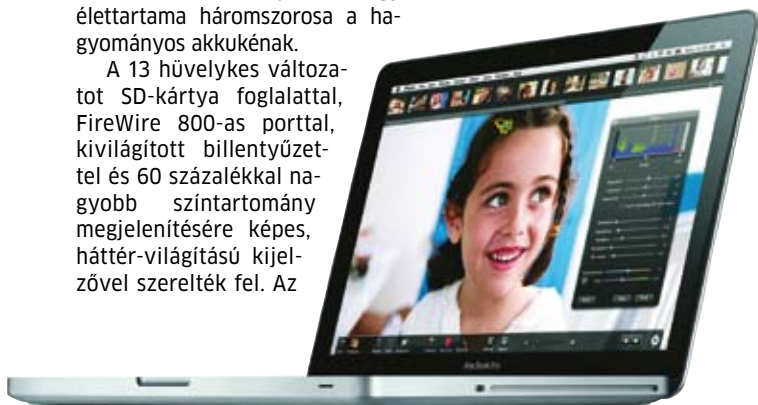 élettartama háromszorosa a ha-
gyományos akkukénak.
A 13 hüvelykes változa-
tot SD-kártya foglalattal,
FireWire 800-as porttal,
kivilágított billentyűzet-
tel és 60 százalékkal na-
gyobb színtartomány
megjelenítésére képes,
háttér-világítású kijel-
zővel szerelték fel. Az